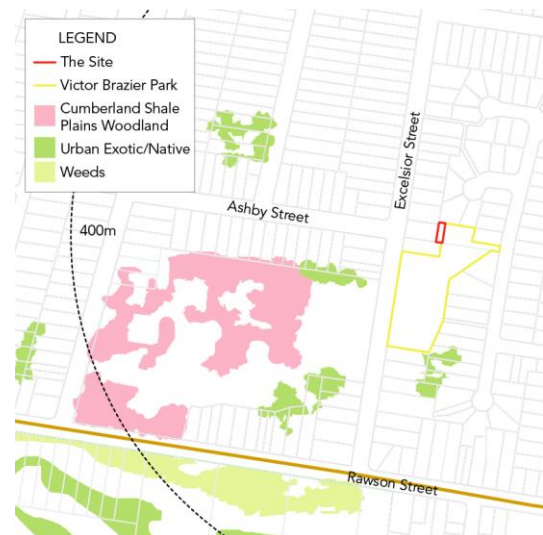 LEGEND
The Site
Victor Brazier Park
Cumberland Shale
Plains Woodland
Urban Exotic/Native
Weeds
Excelsior Street
Ashby Street
400m
Rawson Street